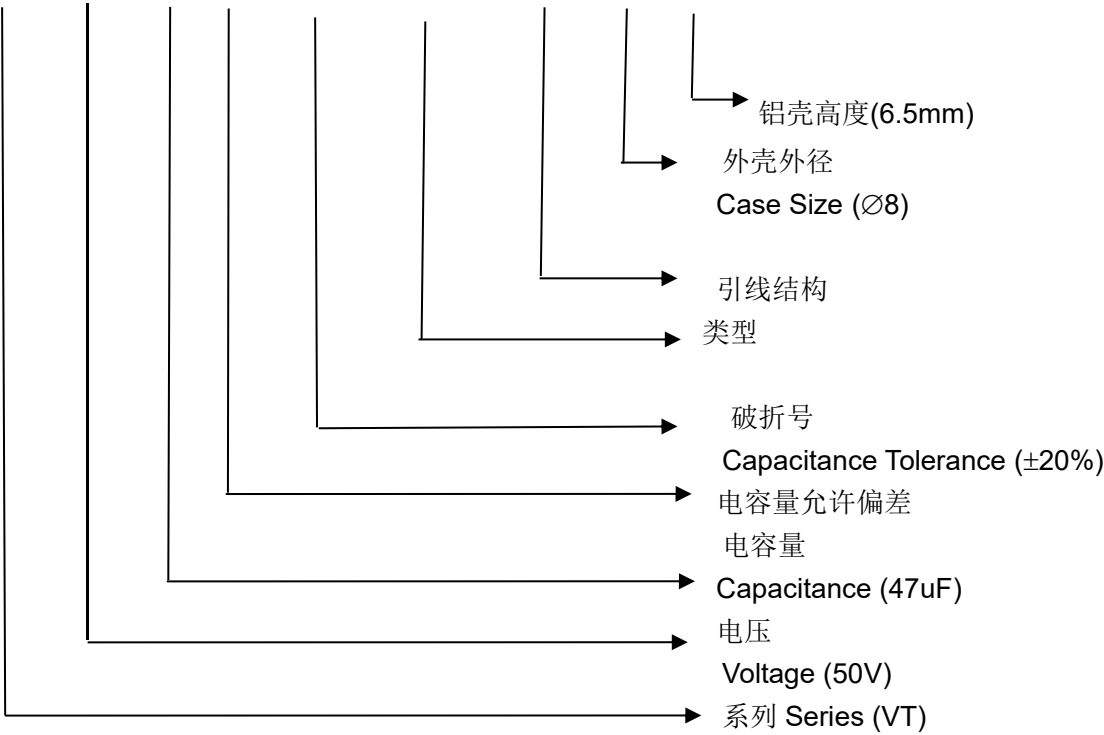 铝壳高度(6.5mm)
外壳外径
Case Size (∅8)
引线结构
类型
破折号
Capacitance Tolerance (±20%)
电容量允许偏差
电容量
Capacitance (47uF)
电压
Voltage (50V)
系列 Series (VT)